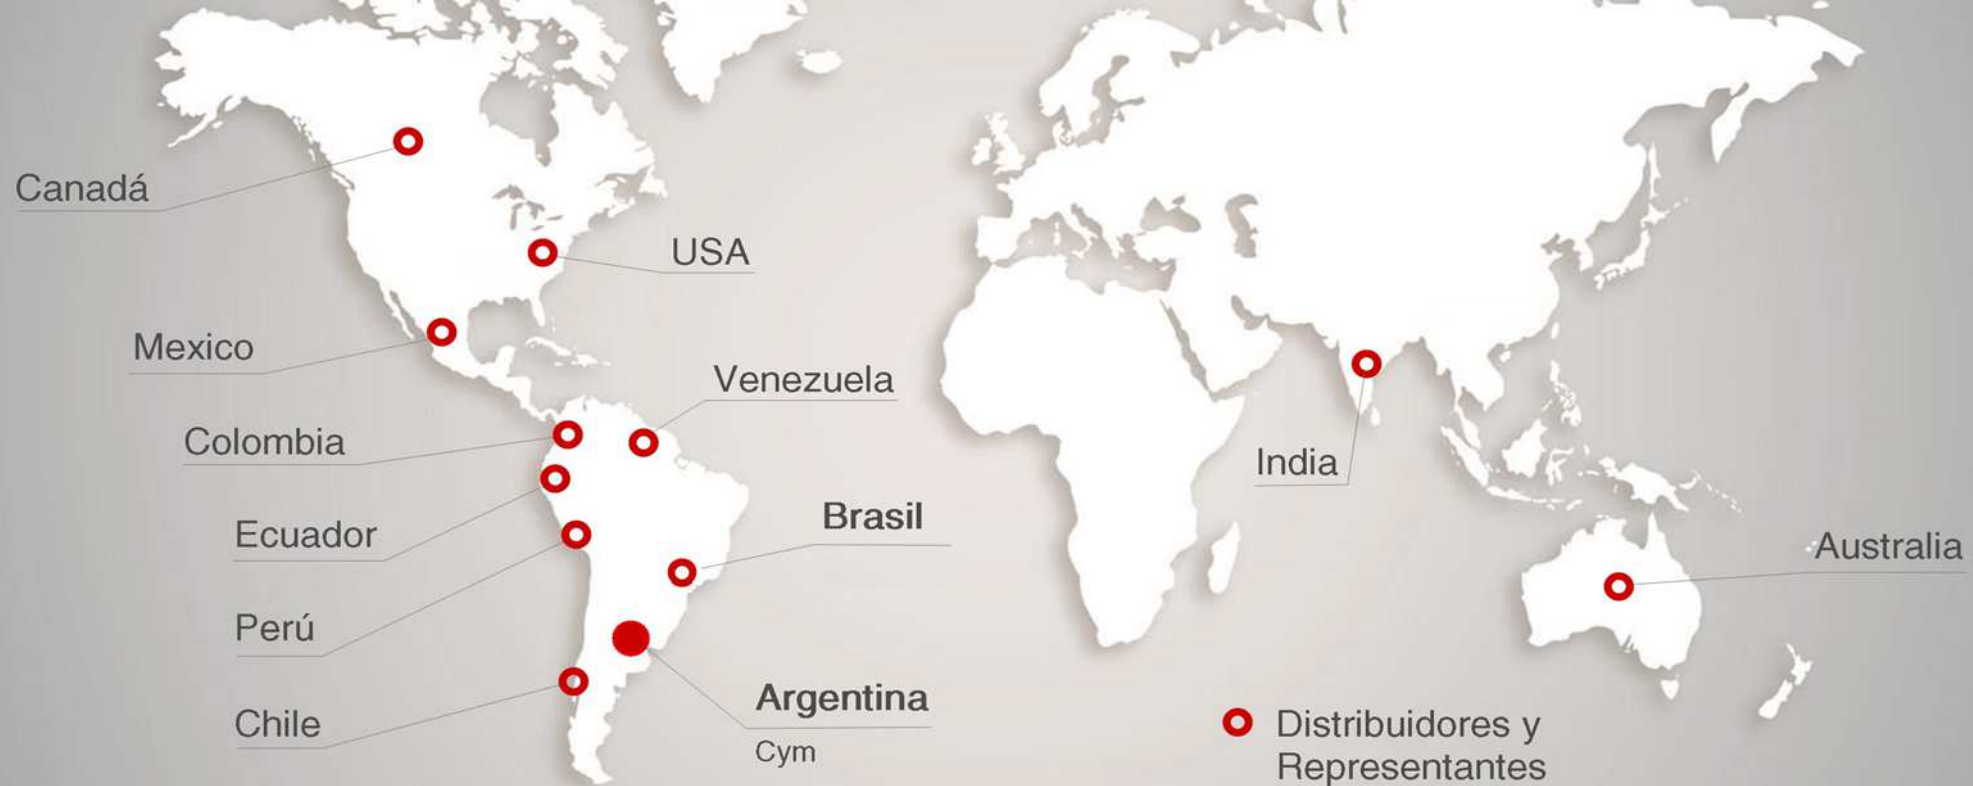 Canadá
USA
Mexico
Venezuela
Colombia
India
Brasil
Ecuador
Australia
Perú
Argentina
Cym
Chile
Distribuidores y
Representantes